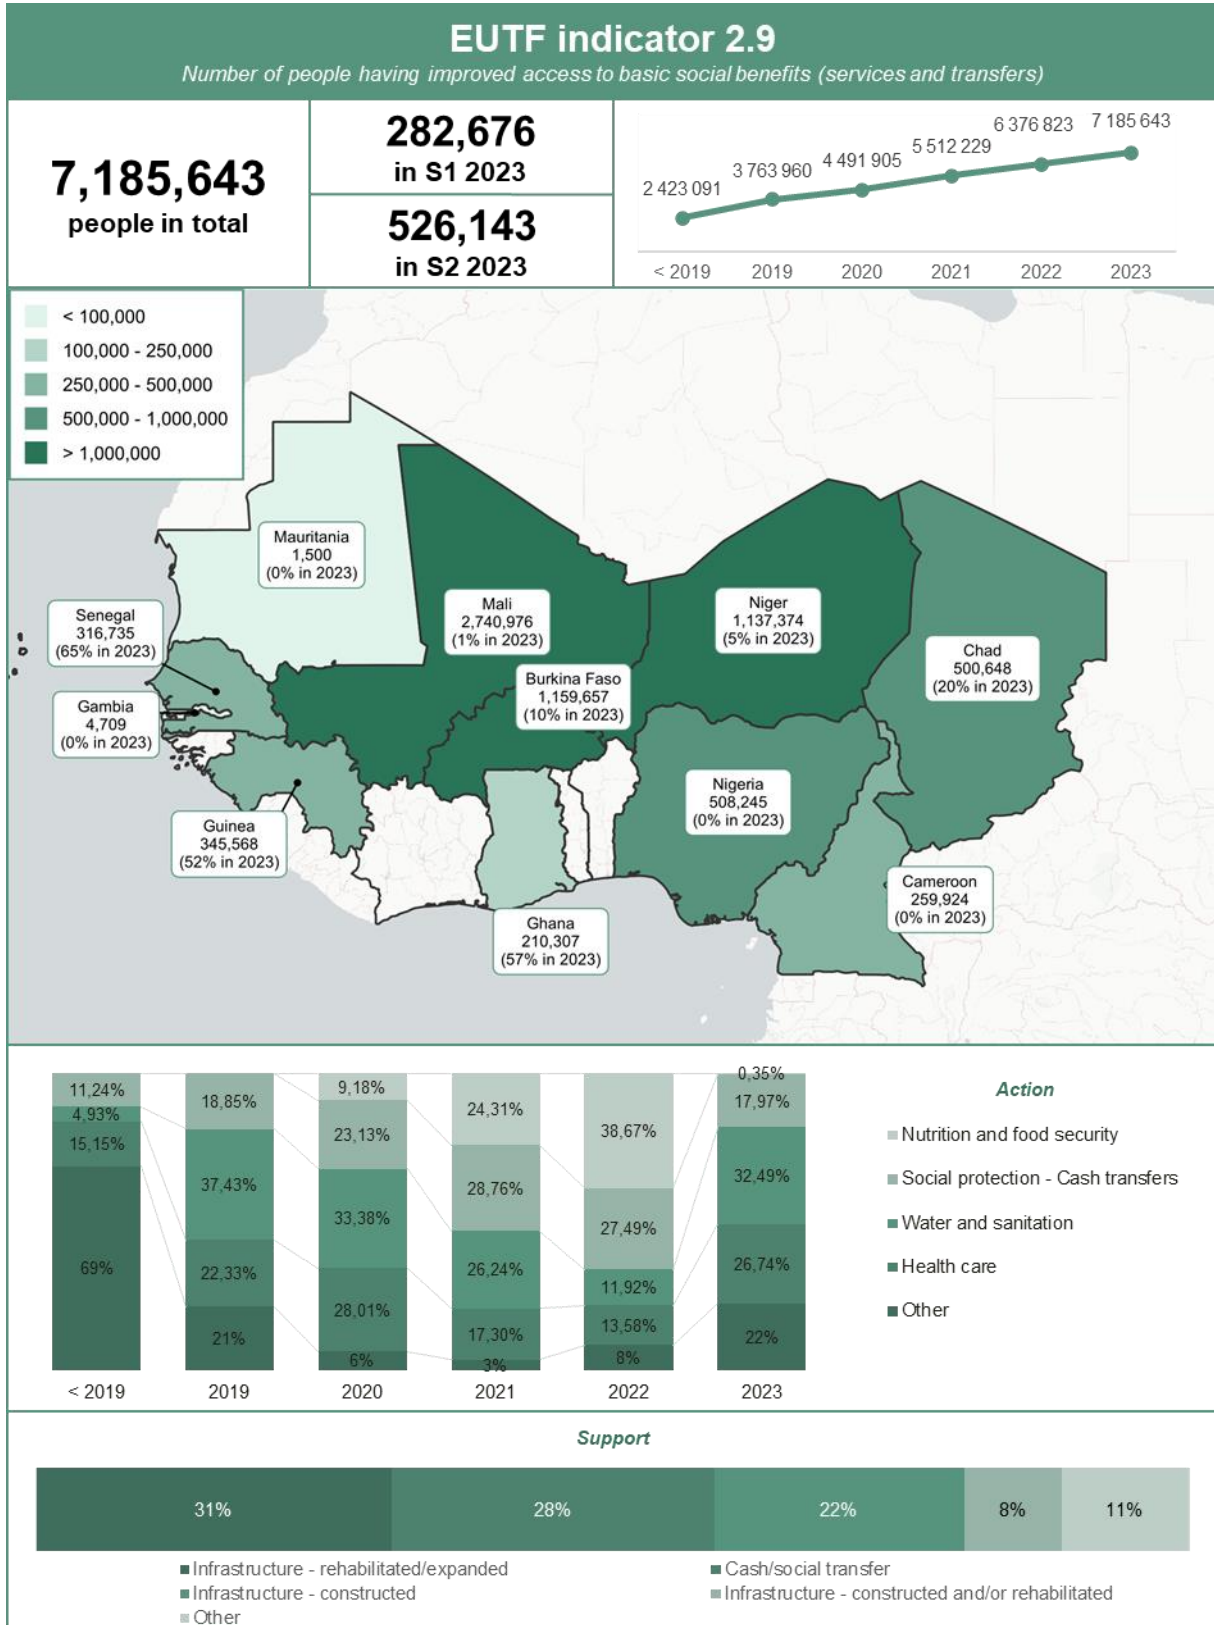 EUTF indicator 2.9
Number of people having improved access to basic social benefits (services and transfers)
7,185,643
people in total
282,676
in S1 2023
526,143
in S2 2023
2 423 091
3 763 960
4 491 905
5 512 229
6 376 823
7 185 643
< 2019
2019
2020
2021
2022
2023
< 100,000
100,000 - 250,000
250,000 - 500,000
500,000 - 1,000,000
> 1,000,000
Mauritania
1,500
(0% in 2023)
Senegal
316,735
(65% in 2023)
Mali
2,740,976
(1% in 2023)
Niger
1,137,374
(5% in 2023)
Chad
500,648
(20% in 2023)
Burkina Faso
1,159,657
(10% in 2023)
Gambia
4,709
(0% in 2023)
Nigeria
508,245
(0% in 2023)
Guinea
345,568
(52% in 2023)
Cameroon
259,924
(0% in 2023)
Ghana
210,307
(57% in 2023)
11,24%
4,93%
15,15%
69%
18,85%
37,43%
22,33%
21%
9,18%
23,13%
33,38%
28,01%
6%
24,31%
28,76%
26,24%
17,30%
3%
38,67%
27,49%
11,92%
13,58%
8%
0,35%
17,97%
32,49%
26,74%
22%
< 2019
2019
2020
2021
2022
2023
Action
Nutrition and food security
Social protection - Cash transfers
Water and sanitation
Health care
Other
Support
31%
28%
22%
8%
11%
Infrastructure - rehabilitated/expanded
Cash/social transfer
Infrastructure - constructed
Infrastructure - constructed and/or rehabilitated
Other